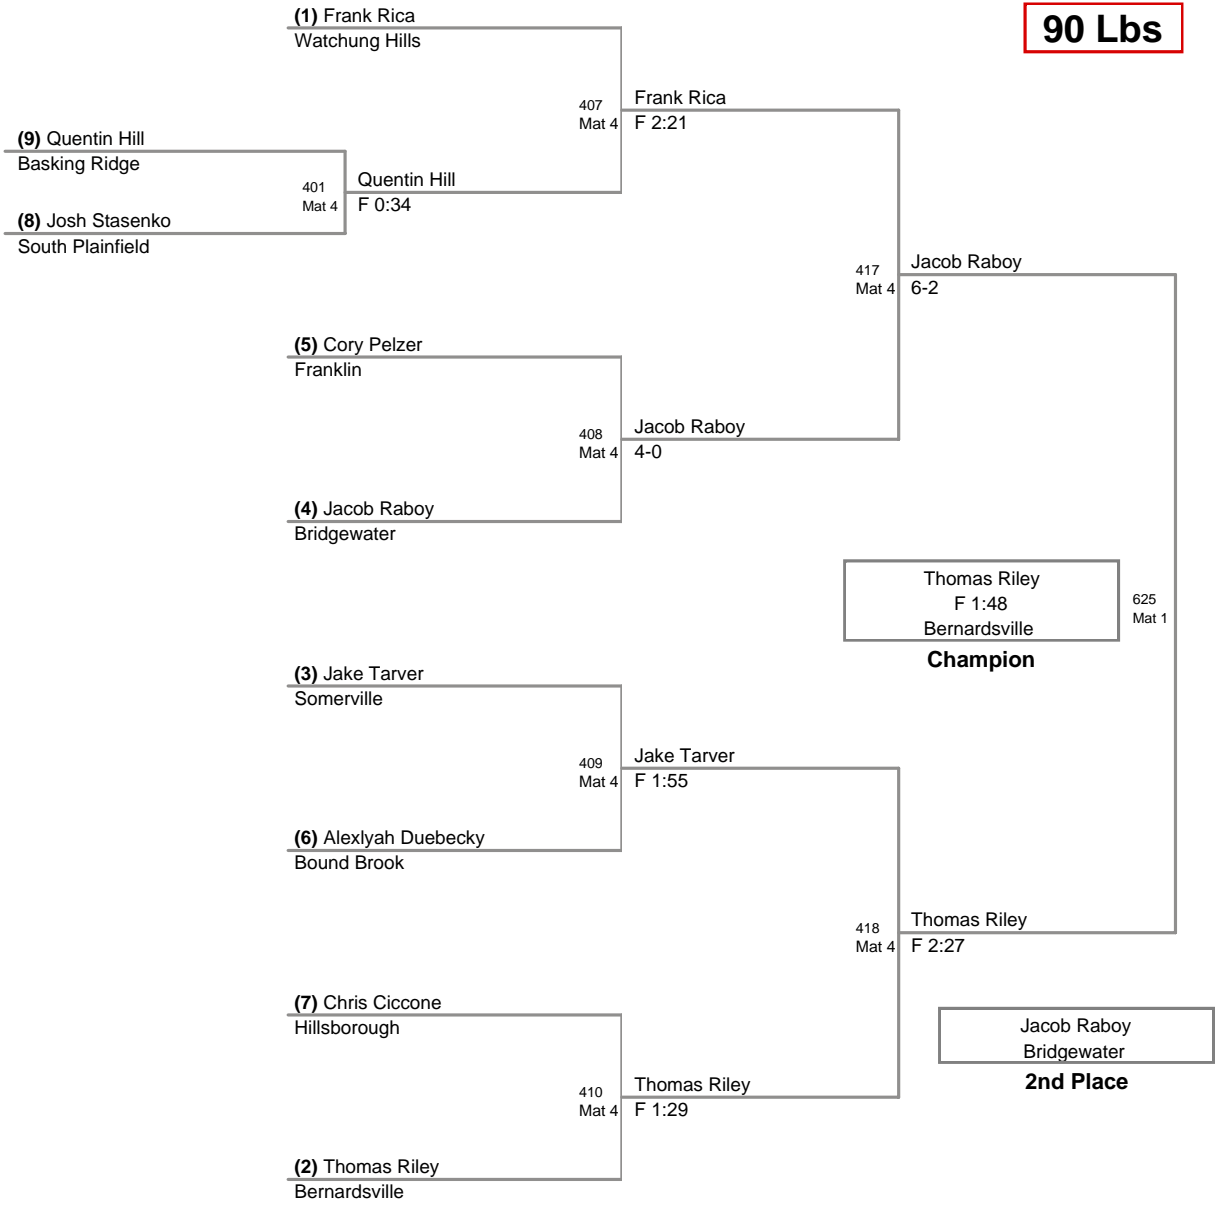 (1) Frank Rica
Watchung Hills
90 Lbs
407
Mat 4
Frank Rica
F 2:21
(9) Quentin Hill
Basking Ridge
401
Mat 4
Quentin Hill
F 0:34
(8) Josh Stasenko
South Plainfield
417
Mat 4
Jacob Raboy
6-2
(5) Cory Pelzer
Franklin
408
Mat 4
Jacob Raboy
4-0
(4) Jacob Raboy
Bridgewater
Thomas Riley
F 1:48
Bernardsville
Champion
625
Mat 1
(3) Jake Tarver
Somerville
409
Mat 4
Jake Tarver
F 1:55
(6) Alexlyah Duebecky
Bound Brook
418
Mat 4
Thomas Riley
F 2:27
(7) Chris Ciccone
Hillsborough
Jacob Raboy
Bridgewater
2nd Place
410
Mat 4
Thomas Riley
F 1:29
(2) Thomas Riley
Bernardsville